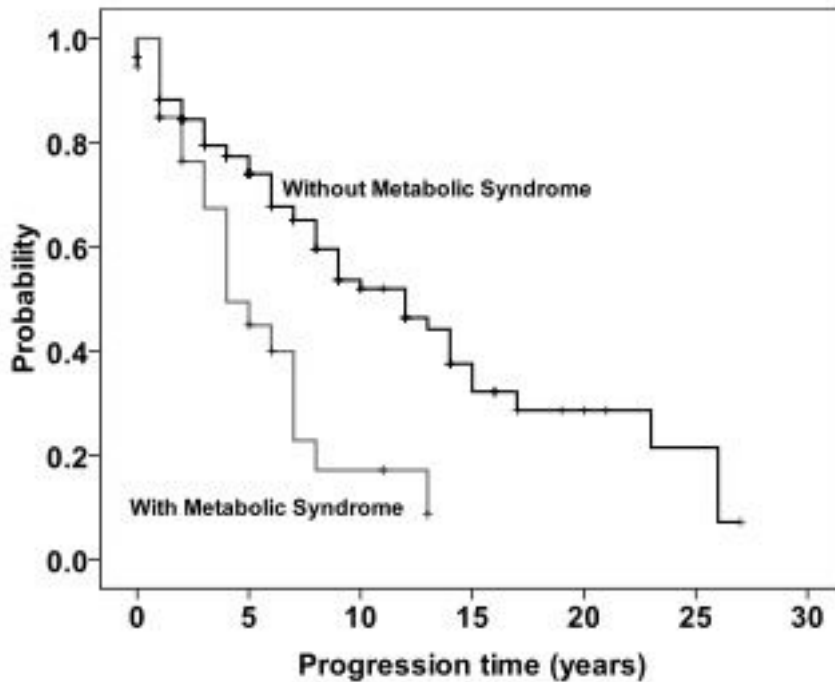 1.0
0.8
Without Metabolic Syndrome
0.6
Probability
0.4
0.2
With Metabolic Syndrome
0.0
0 5 10 15 20 25 30
Progression time (years)